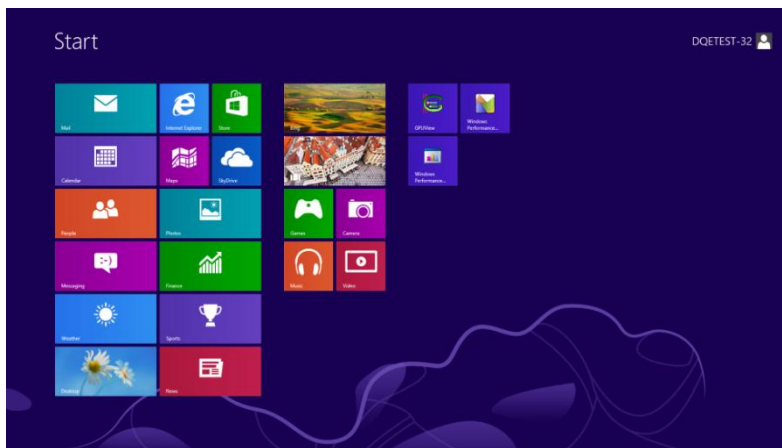 Start
DQETEST-32
Mail
Internet Explorer
Store
Bing
GPUView
Windows
Performance...
Calendar
Maps
SkyDrive
Windows
Performance...
People
Photos
Games
Camera
Messaging
Finance
Music
Video
Weather
Sports
Desktop
News